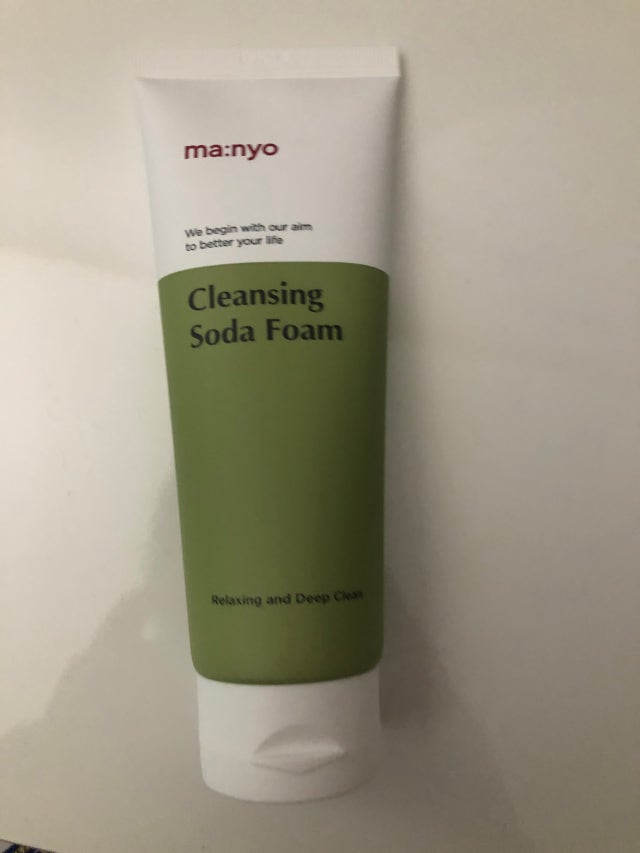 ma:nyo
We begin with our aim
to better your life
Cleansing
Soda Foam
Relaxing and Deep Clean